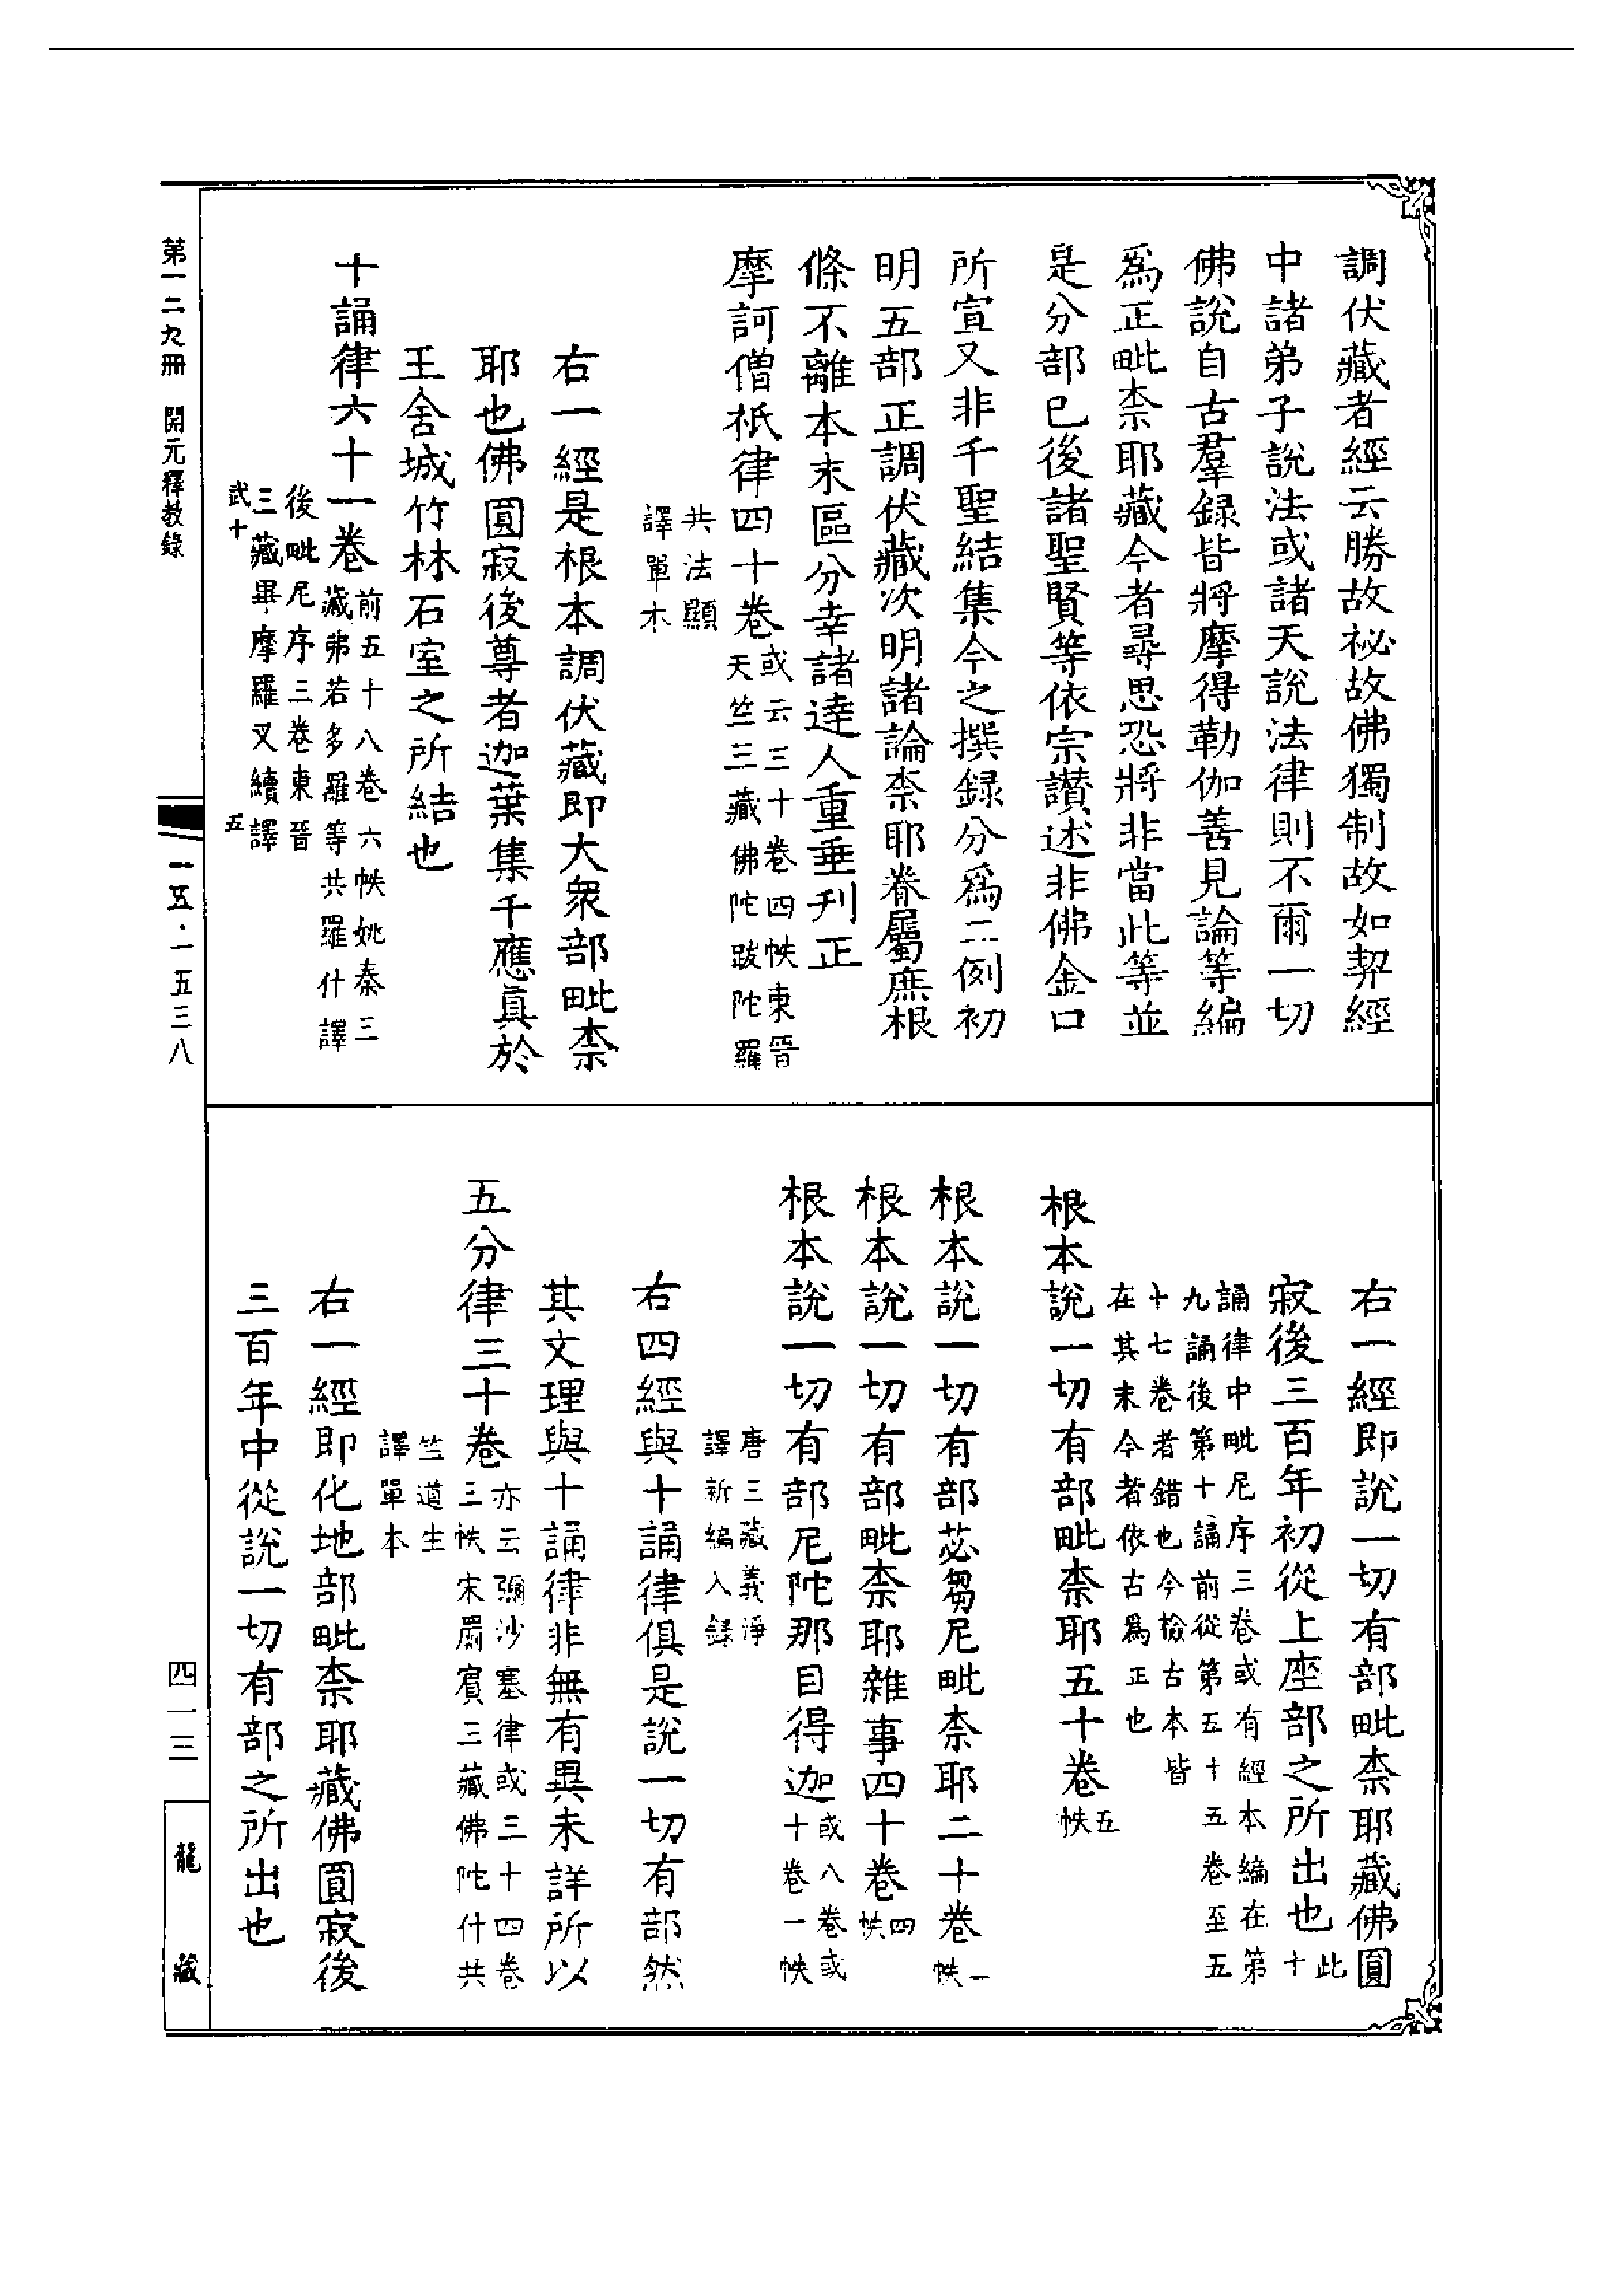 調伏藏者經云勝故祕故佛獨制故如契經
中諸弟子說法或諸天說法律則不爾一切
佛說自古羣録皆將摩得勒伽善見論等編
爲正毗柰耶藏今者尋思恐將非當此等並
是分部已後諸聖賢等依宗讚述非佛金口
所宣又非千聖結集今之撰録分爲二例初
明五部正調伏藏次明諸論柰耶眷屬庶根
條不離本末區分幸諸達人重垂刋正
摩訶僧祇律四十卷或云三十卷四帙東晉
天竺三藏佛陀跋陀羅
共法顯
譯單木
右一經是根本調伏藏即大衆部毗柰
耶也佛圓寂後尊者迦葉集千應真於
王舍城竹林石室之所結也
十誦律六十一卷前五十八卷六帙姚秦三
藏弗若多羅等共羅什譯
後毗尼序三卷東晉
三藏卑摩羅叉續譯
武十 五
右一經即說一切有部毗柰耶藏佛圓
寂後三百年初從上座部之所出也此
十
誦律中毗尼序三卷或有經本編在第
九誦後第十誦前從第五十五卷至五
十七卷者錯也今檢古本皆
在其末今者依古爲正也
根本說一切有部毗柰耶五十卷五
帙
根本說一切有部苾芻尼毗柰耶二十卷一
帙
根本說一切有部毗柰耶雜事四十卷四
帙
根本說一切有部尼陀那目得迦或八卷或
十卷一帙
唐三藏義淨
譯新編入録
右四經與十誦律俱是說一切有部然
其文理與十誦律非無有異未詳所以
五分律三十卷亦云彌沙塞律或三十四卷
三帙宋罽賓三藏佛陀什共
竺道生
譯單本
右一經即化地部毗柰耶藏佛圓寂後
三百年中從說一切有部之所出也
第一二九冊 開元釋教錄
一五·一五三八
四一三
龍藏